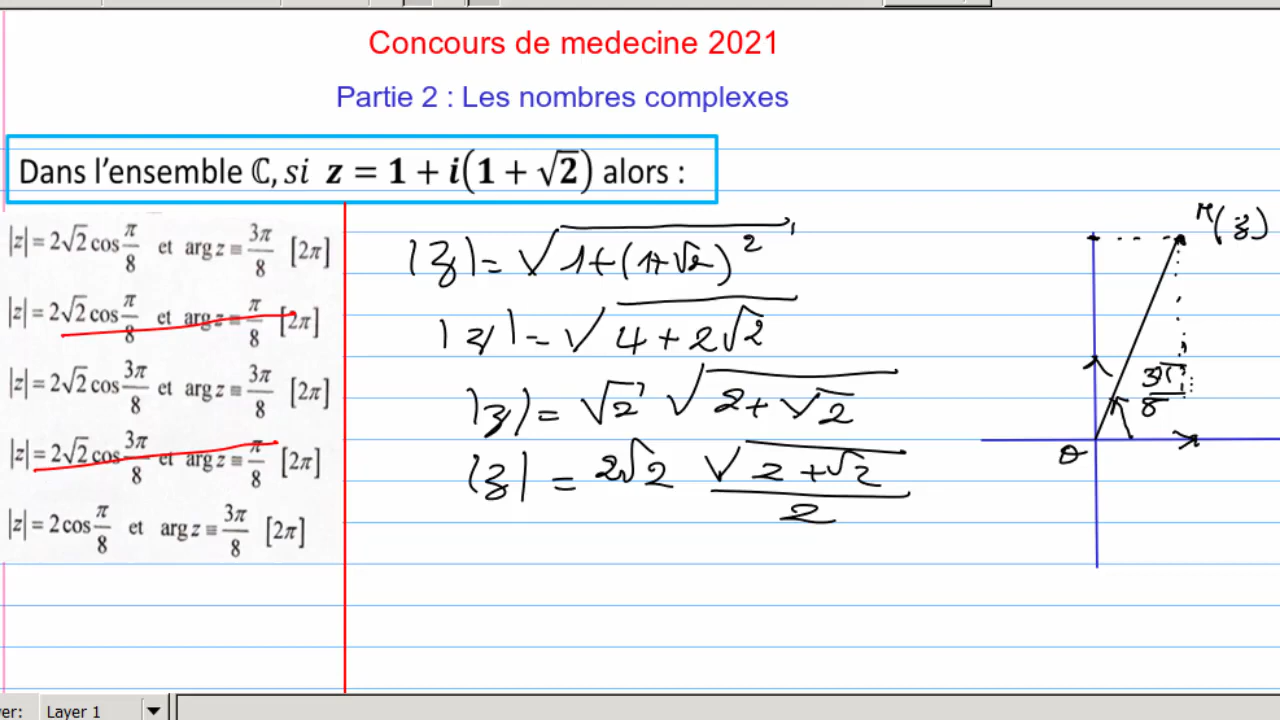 Concours de medecine 2021
Partie 2 : Les nombres complexes
Dans l'ensemble ℂ, si z = 1 + i(1 + √2) alors :
|z| = 2√2 cos π/8 et arg z ≡ 3π/8 [2π]
|z| = 2√2 cos π/8 et arg z ≡ π/8 [2π]
|z| = 2√2 cos 3π/8 et arg z ≡ 3π/8 [2π]
|z| = 2√2 cos 3π/8 et arg z ≡ π/8 [2π]
|z| = 2 cos π/8 et arg z ≡ 3π/8 [2π]
|z| = √(1+(1+√2)²)
|z| = √(4+2√2)
|z| = √2 √(2+√2)
|z| = 2√2 √(2+√2)/2
M(z)
3π/8
O
yer: Layer 1